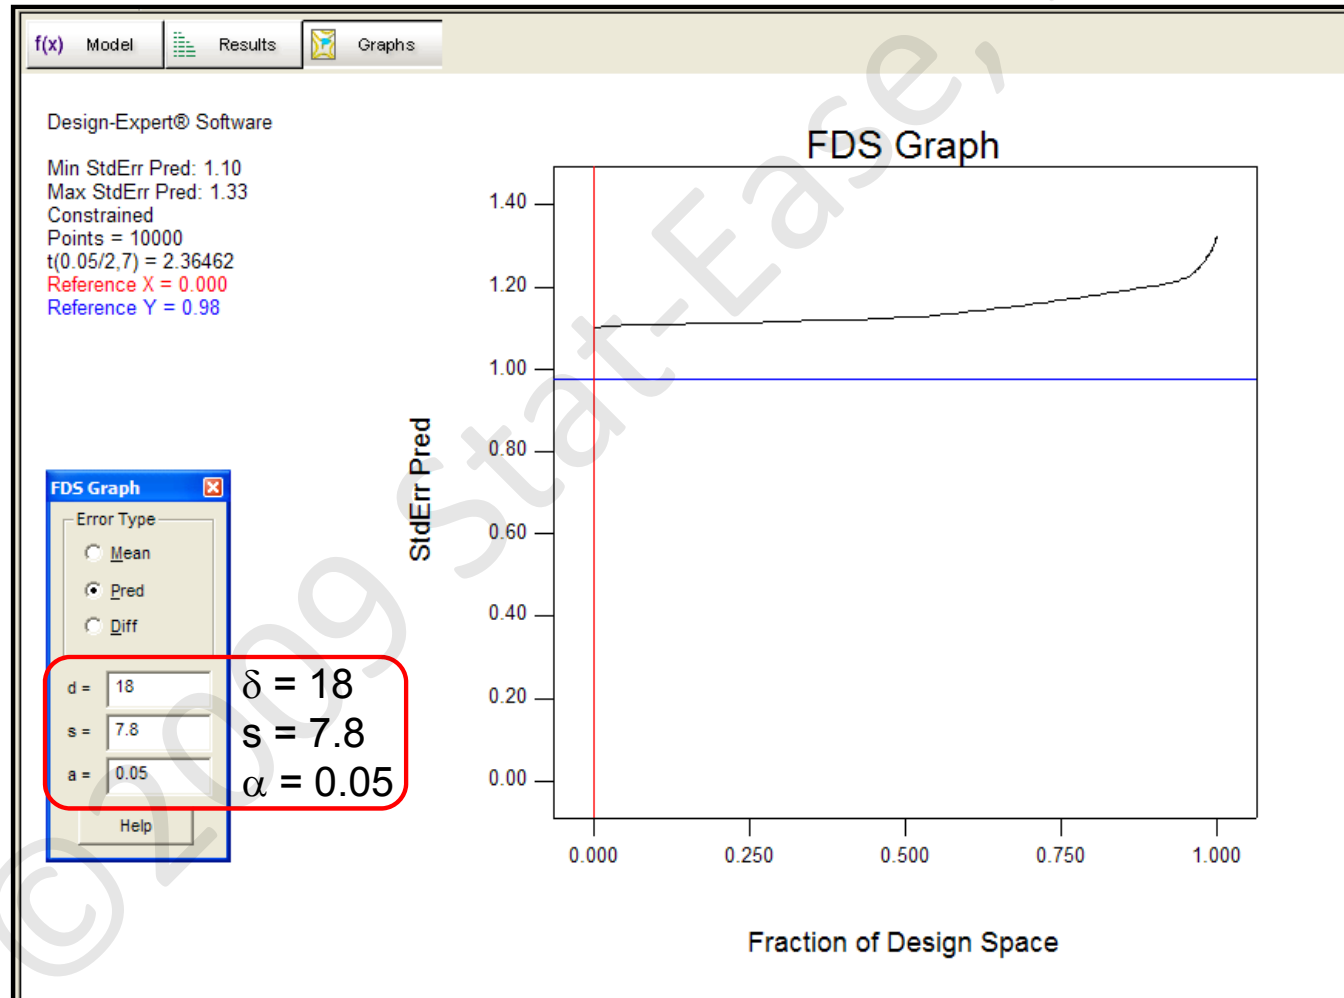 f(x) Model Results Graphs
Design-Expert® Software
Min StdErr Pred: 1.10
Max StdErr Pred: 1.33
Constrained
Points = 10000
t(0.05/2,7) = 2.36462
Reference X = 0.000
Reference Y = 0.98
FDS Graph
1.40
1.20
1.00
0.80
0.60
0.40
0.20
0.00
StdErr Pred
0.000 0.250 0.500 0.750 1.000
Fraction of Design Space
FDS Graph
Error Type
Mean
Pred
Diff
d = 18 δ = 18
s = 7.8 s = 7.8
a = 0.05 α = 0.05
Help
©2009 Stat-Ease,